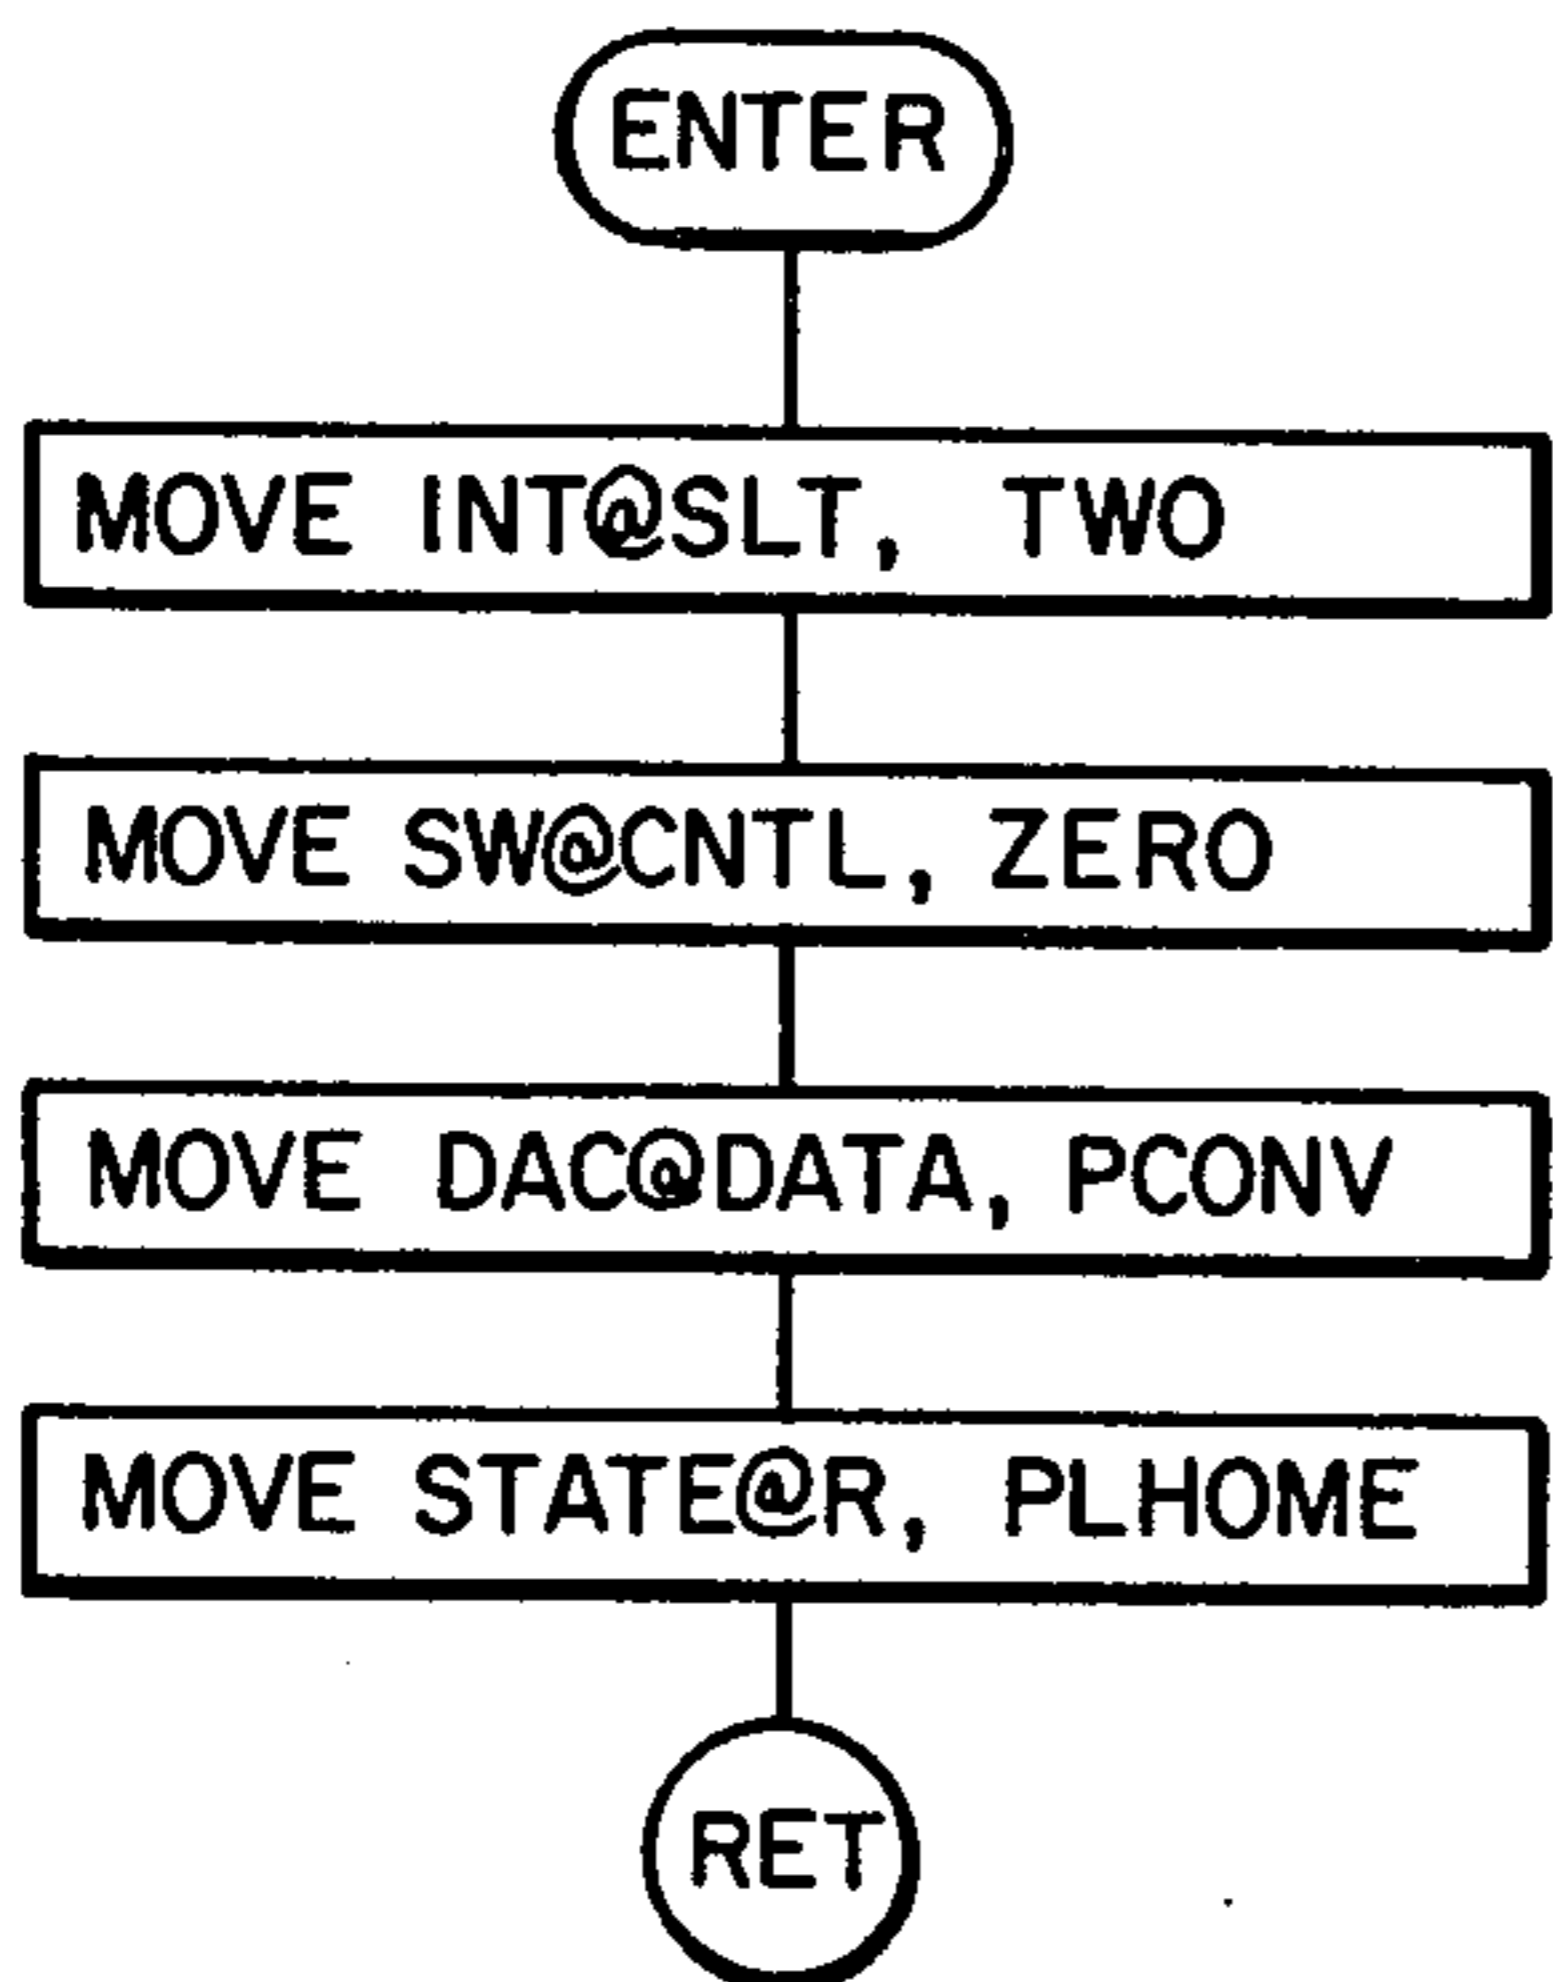 ENTER
MOVE INT@SLT, TWO
MOVE SW@CNTL, ZERO
MOVE DAC@DATA, PCONV
MOVE STATE@R, PLHOME
RET